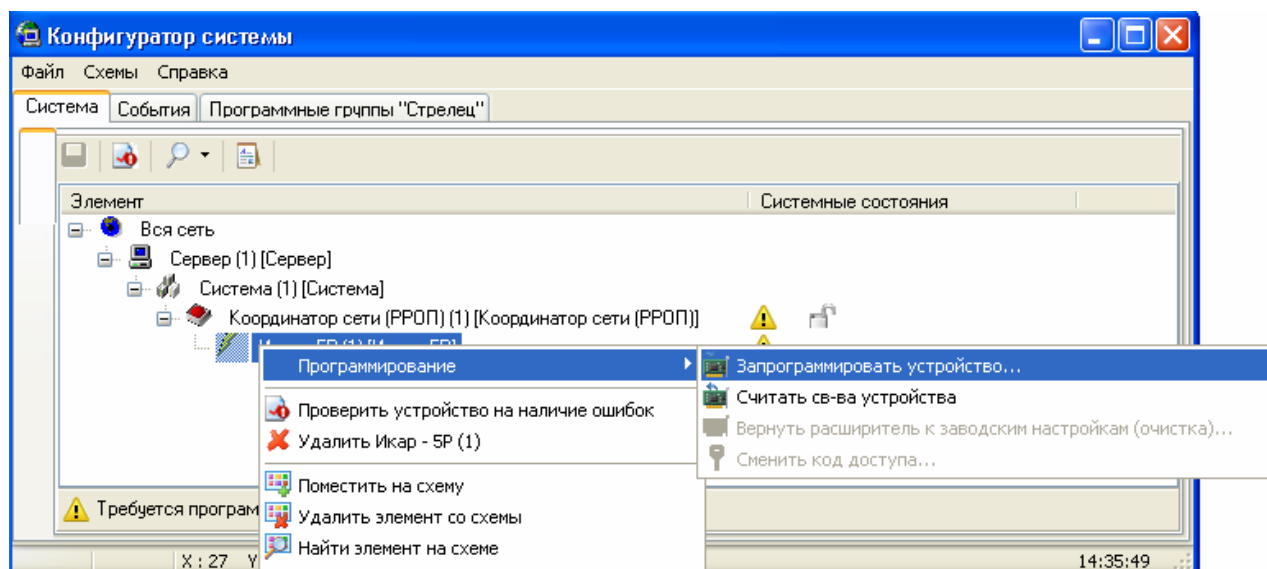 Конфигуратор системы
Файл Схемы Справка
Система События Программные группы "Стрелец"
Элемент Системные состояния
Вся сеть
Сервер (1) [Сервер]
Система (1) [Система]
Координатор сети (РРОП) (1) [Координатор сети (РРОП)]
Программирование Запрограммировать устройство...
Считать св-ва устройства
Проверить устройство на наличие ошибок
Вернуть расширитель к заводским настройкам (очистка)...
Удалить Икар - 5Р (1)
Сменить код доступа...
Поместить на схему
Требуется
Удалить элемент со схемы
Найти элемент на схеме
X : 27 Y 14:35:49